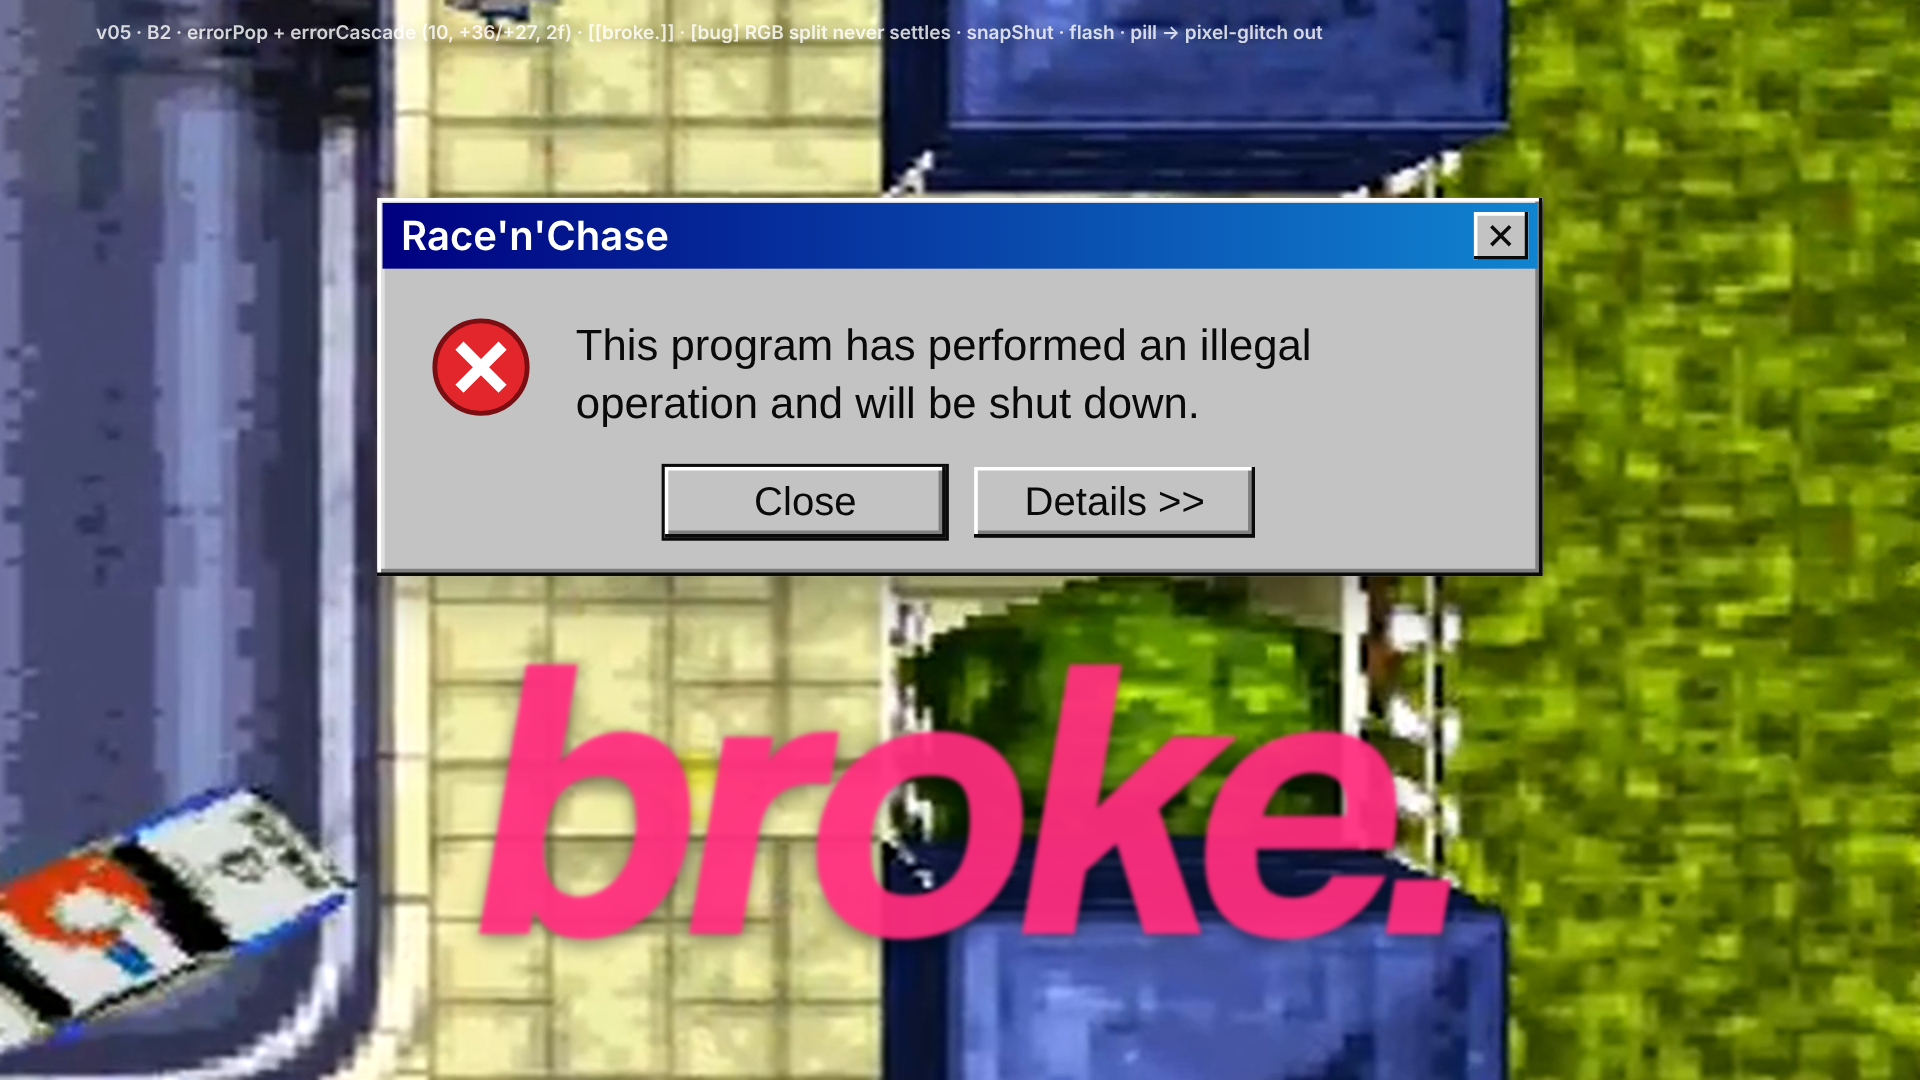 v05 · B2 · errorPop + errorCascade (10, +36/+27, 2f) · [[broke.]] · [bug] RGB split never settles · snapShut · flash · pill → pixel-glitch out
Race'n'Chase
This program has performed an illegal
operation and will be shut down.
Close
Details >>
broke.